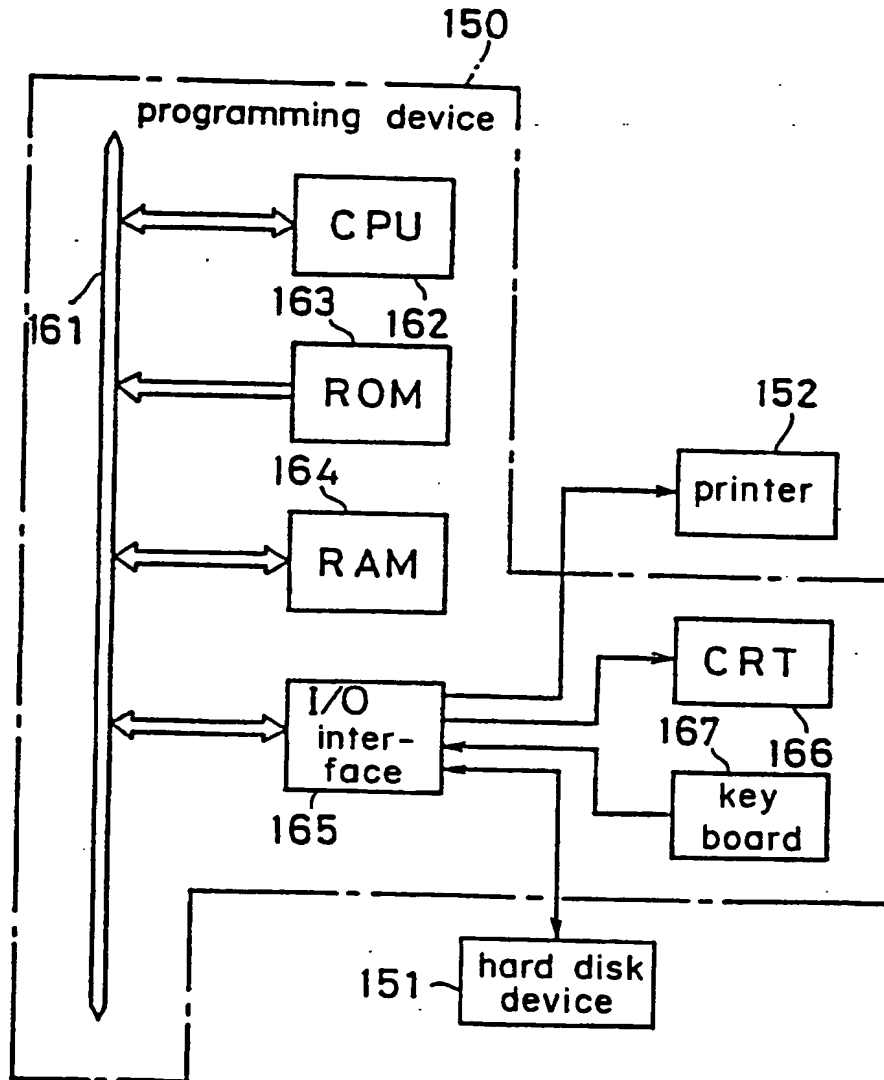 150
programming device
CPU
161
163
162
ROM
152
164
printer
RAM
CRT
I/O
inter-
face
167
166
165
key
board
151
hard disk
device